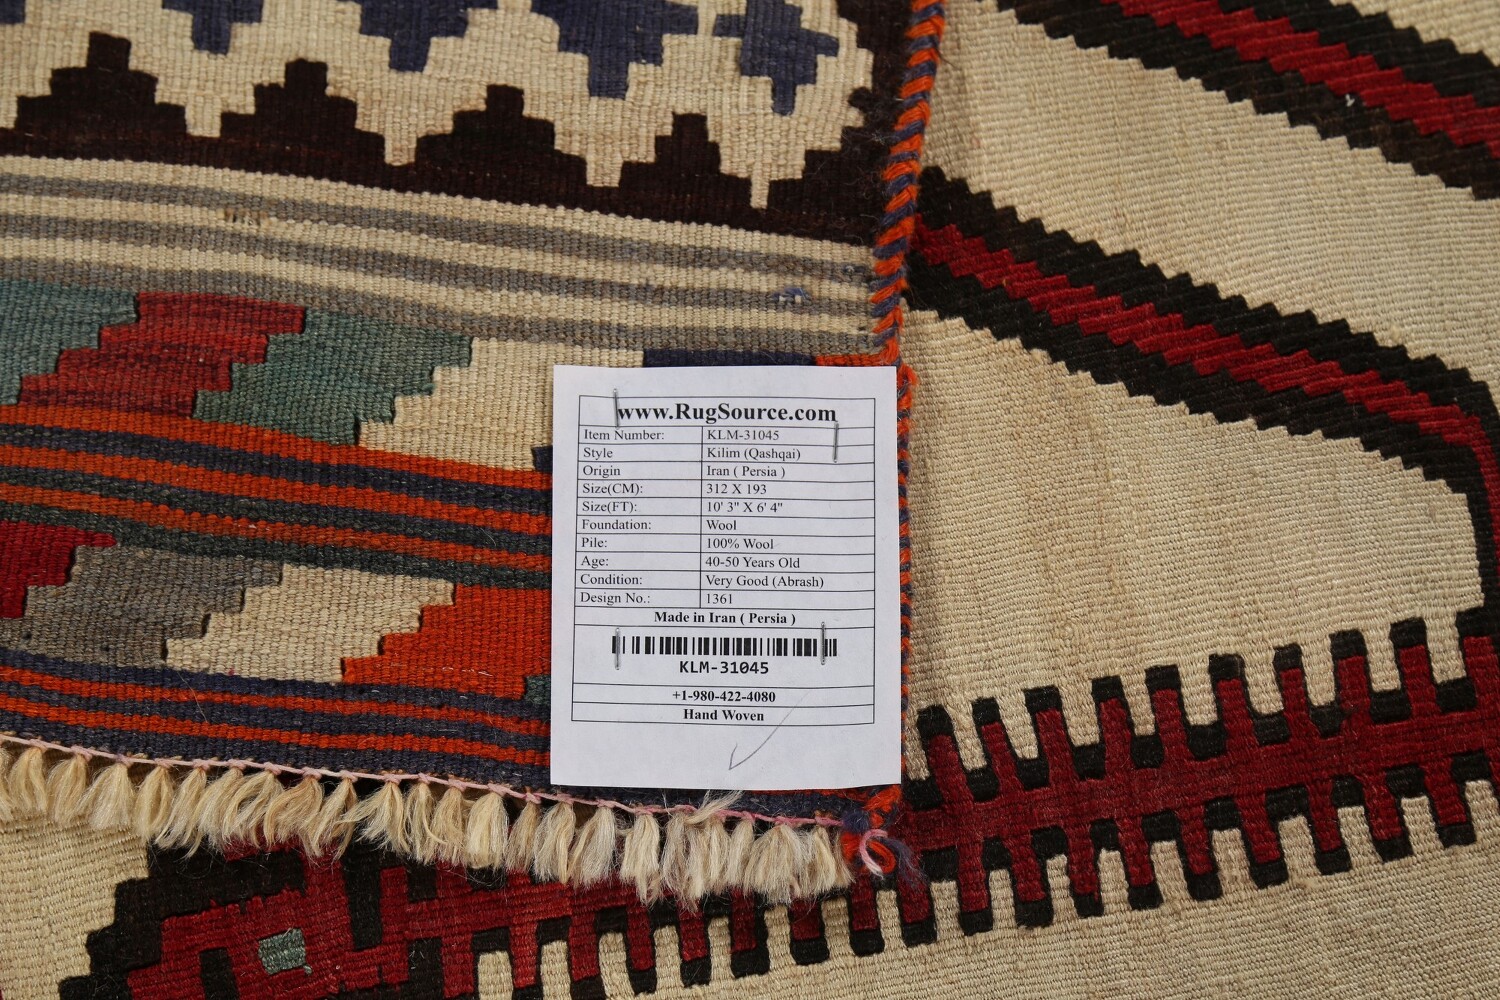 www.RugSource.com
Item Number: KLM-31045
Style Kilim (Qashqai)
Origin Iran ( Persia )
Size(CM): 312 X 193
Size(FT): 10' 3" X 6' 4"
Foundation: Wool
Pile: 100% Wool
Age: 40-50 Years Old
Condition: Very Good (Abrash)
Design No.: 1361
Made in Iran ( Persia )
KLM-31045
+1-980-422-4080
Hand Woven